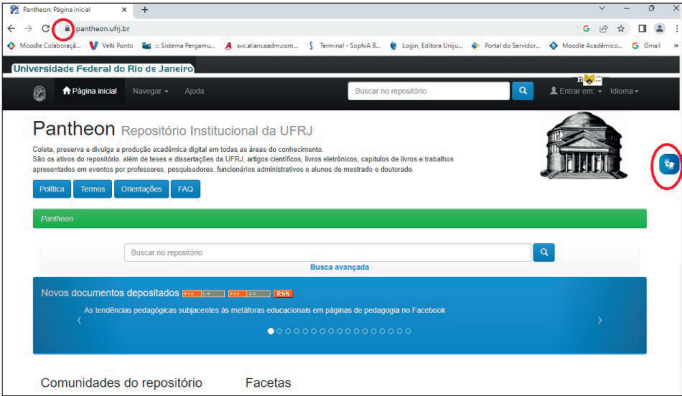 Pantheon: Página inicial
pantheon.ufrj.br
Moodle Colaboraçã... Velti Ponto :: Sistema Pergamu... svc.aliancaadm.com... Terminal - SophiA B... Login, Editora Uniju... Portal do Servidor... Moodle Acadêmico... Gmail
Universidade Federal do Rio de Janeiro
Página inicial Navegar Ajuda Buscar no repositório Entrar em: Idioma
Pantheon Repositório Institucional da UFRJ
Coleta, preserva e divulga a produção acadêmica digital em todas as áreas do conhecimento.
São os ativos do repositório, além de teses e dissertações da UFRJ, artigos científicos, livros eletrônicos, capítulos de livros e trabalhos
apresentados em eventos por professores, pesquisadores, funcionários administrativos e alunos de mestrado e doutorado.
Política Termos Orientações FAQ
Pantheon
Buscar no repositório
Busca avançada
Novos documentos depositados RSS
As tendências pedagógicas subjacentes às metáforas educacionais em páginas de pedagogia no Facebook
Comunidades do repositório Facetas